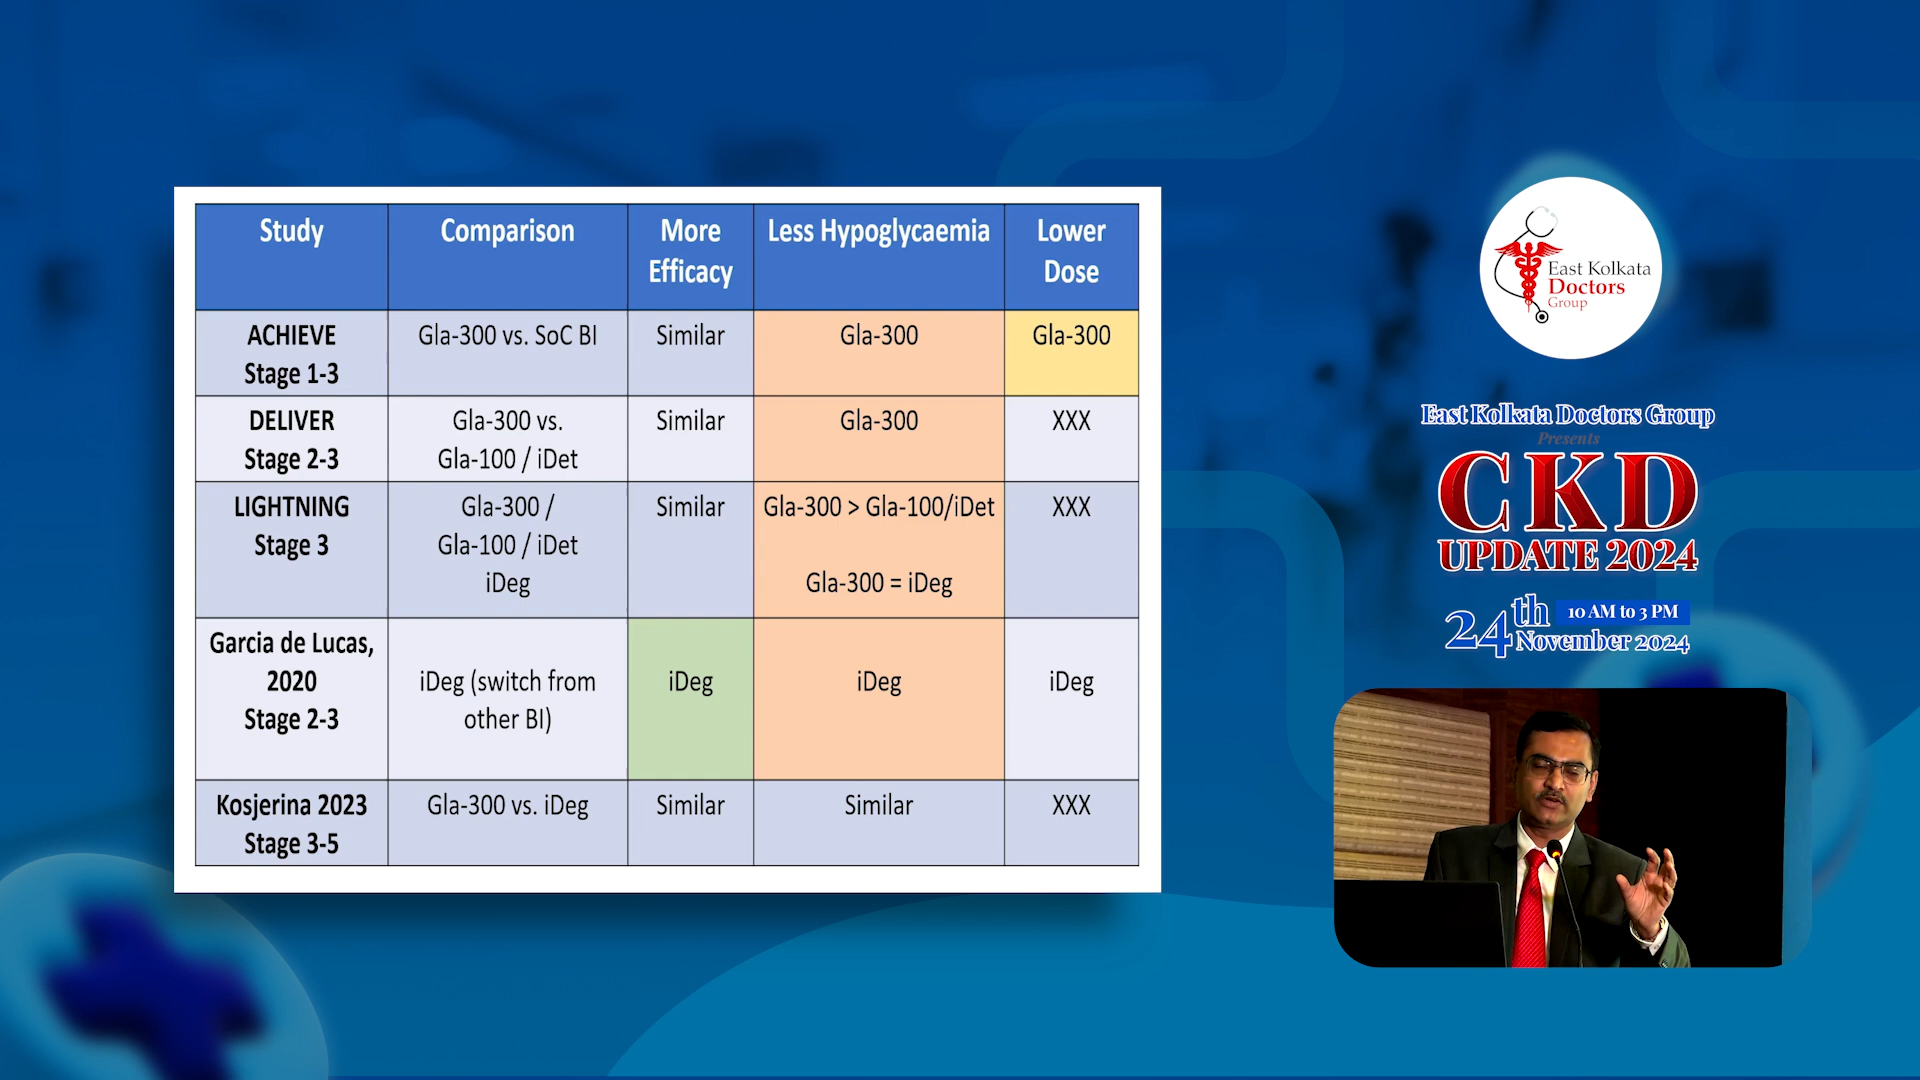 Study
Comparison
More
Efficacy
Less Hypoglycaemia
Lower
Dose
ACHIEVE
Stage 1-3
Gla-300 vs. SoC BI
Similar
Gla-300
Gla-300
DELIVER
Stage 2-3
Gla-300 vs.
Gla-100 / iDet
Similar
Gla-300
XXX
LIGHTNING
Stage 3
Gla-300 /
Gla-100 / iDet
iDeg
Similar
Gla-300 > Gla-100/iDet
Gla-300 = iDeg
XXX
Garcia de Lucas,
2020
Stage 2-3
iDeg (switch from
other BI)
iDeg
iDeg
iDeg
Kosjerina 2023
Stage 3-5
Gla-300 vs. iDeg
Similar
Similar
XXX
East Kolkata
Doctors
Group
East Kolkata Doctors Group
Presents
CKD
UPDATE 2024
24th
10 AM to 3 PM
November 2024